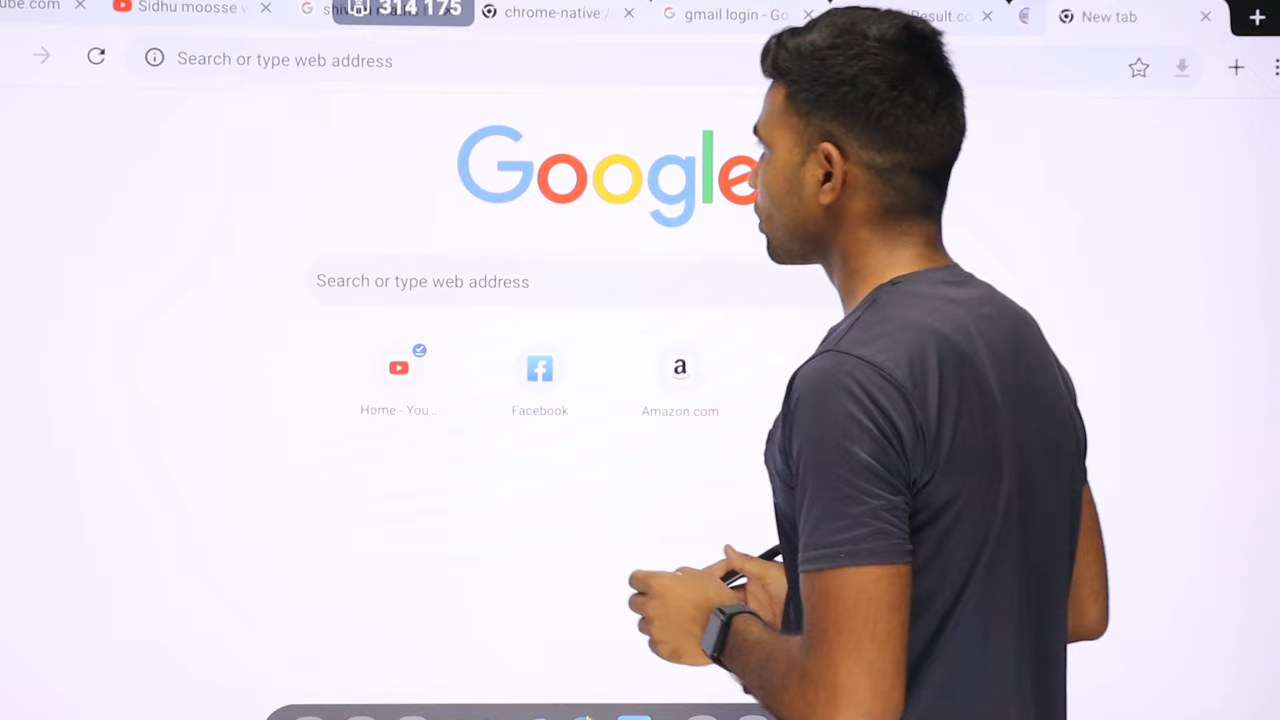 ube.com
Sidhu moosse w
314 175
chrome-native:/
gmail login - Go
Result.co
New tab
Search or type web address
Google
Search or type web address
Home - You...
Facebook
a
Amazon.com